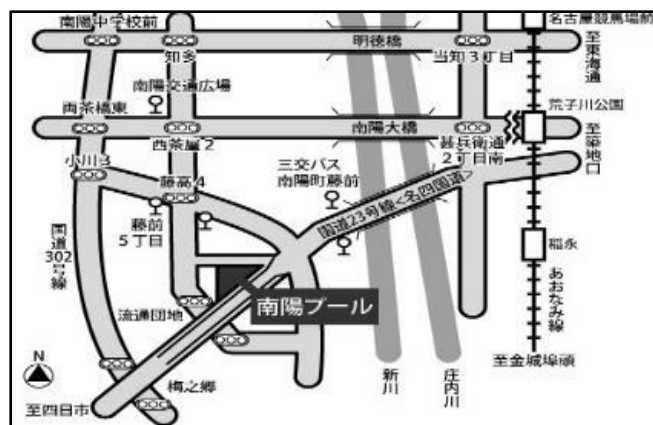 南陽中学校前
名古屋競馬場前
知多
明徳橋
当知3丁目
至東海通
南陽交通広場
荒子川公園
両茶橋東
西茶屋2
南陽大橋
甚兵衛通
2丁目南
至築地口
小川3
藤高4
三交バス
南陽町藤前
国道23号線<名四国道>
国道
302
号線
藤前
5丁目
稲永
南陽プール
流通団地
あおなみ線
N
梅之郷
新川
庄内川
至金城埠頭
至四日市